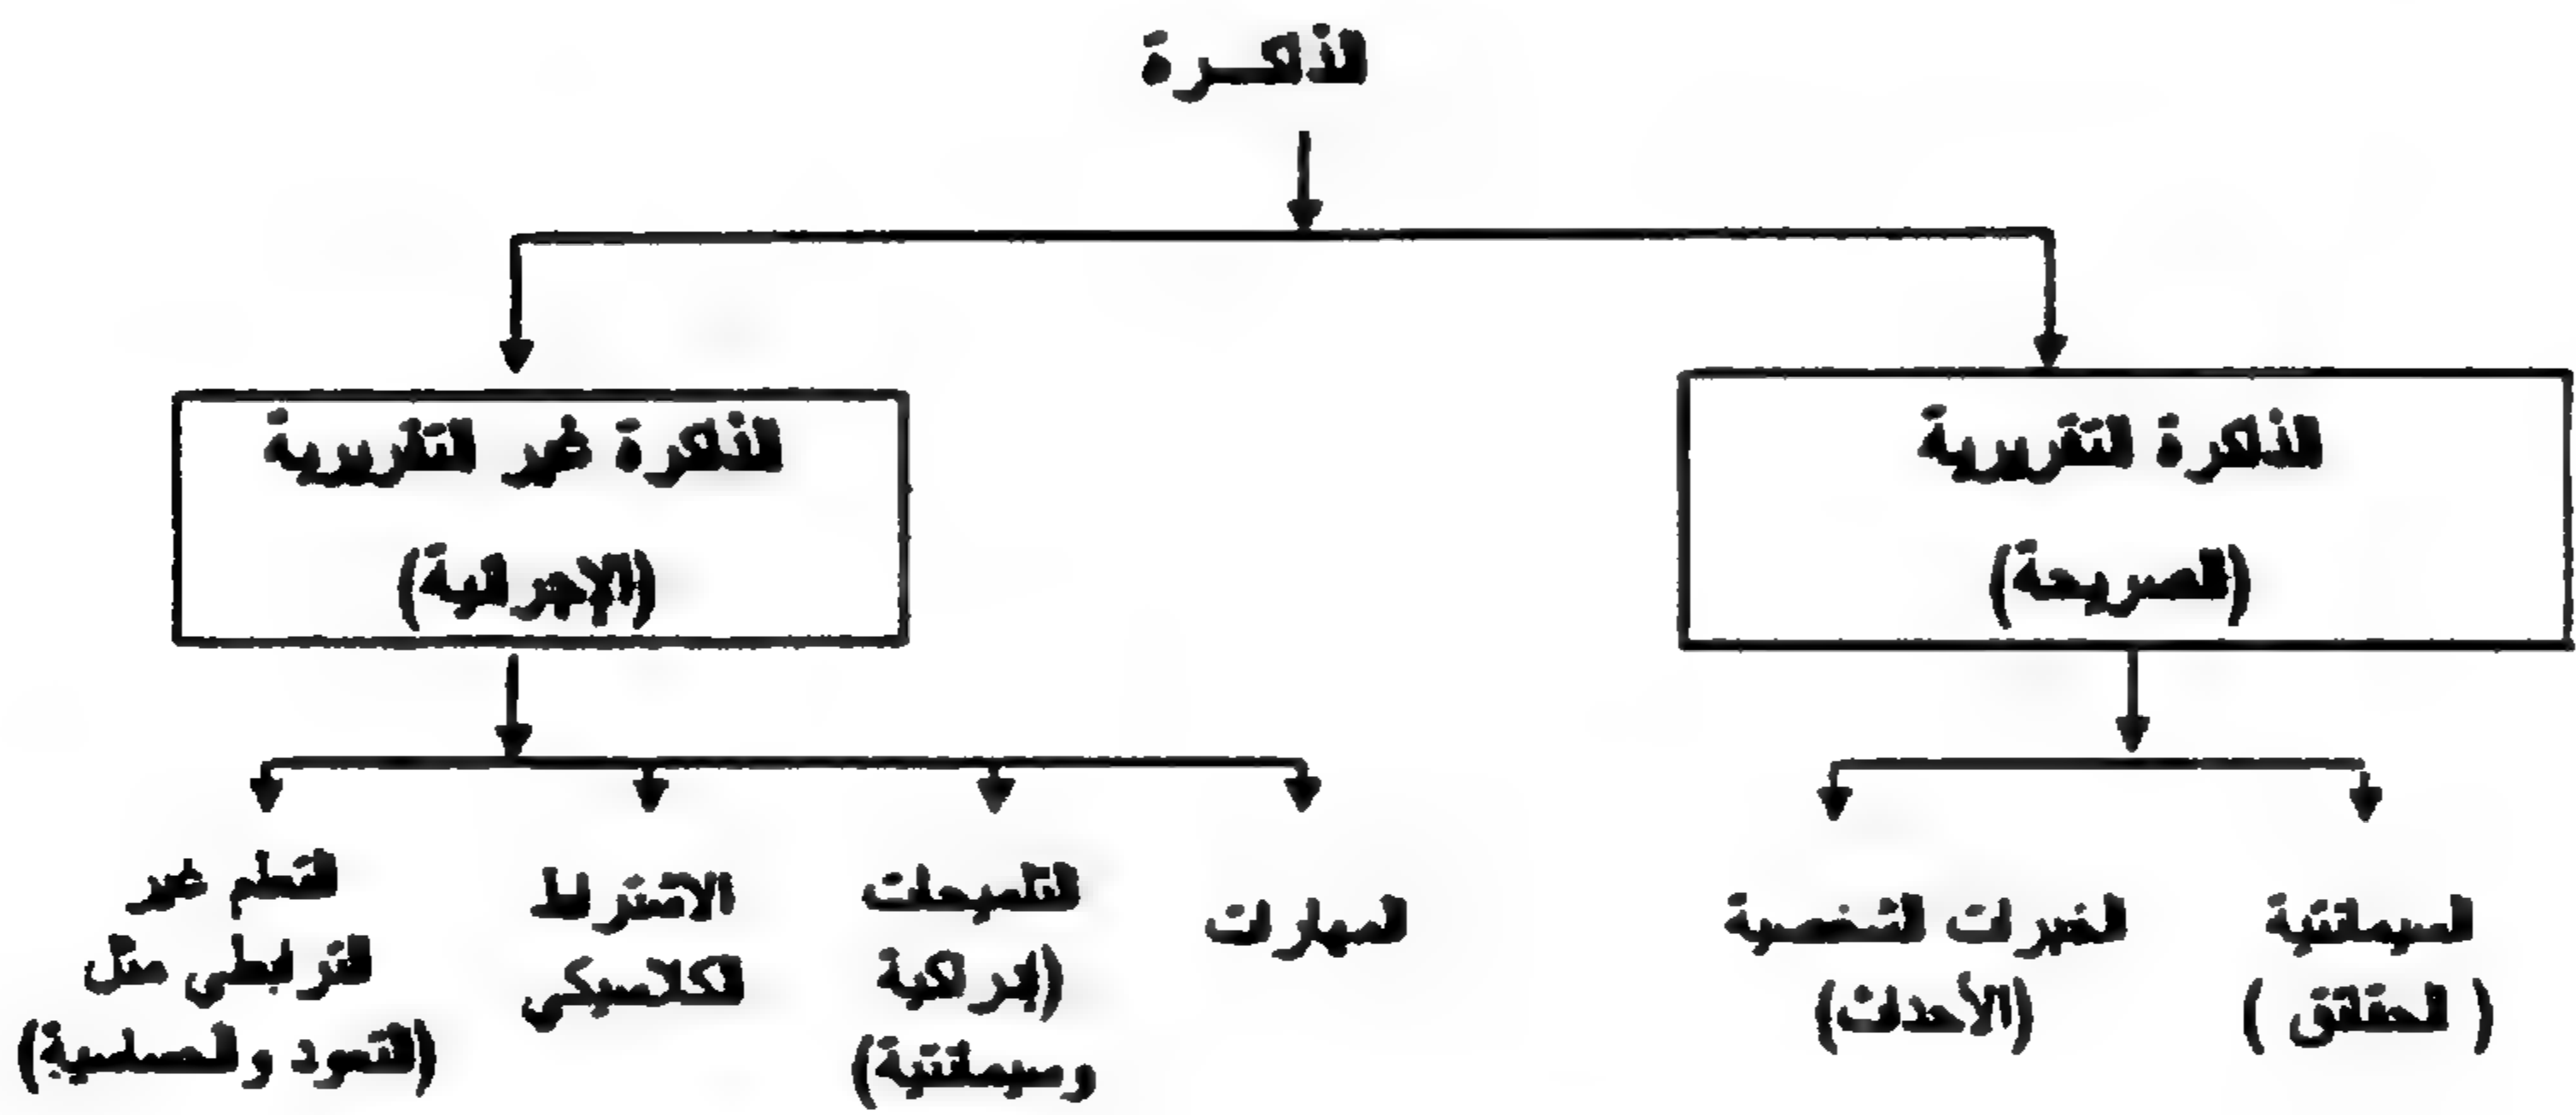 الذاكـرة
الذاكرة التقريرية
(الصريحة)
الذاكرة غير التقريرية
(الإجرائية)
السيمانتية
( الحقائق )
الخبرات الشخصية
(الأحداث)
المهارات
التلميحات
(إدراكية
وسيمانتية)
الاشتراط
الكلاسيكي
التعلم غير
الترابطي مثل
(التعود والحساسية)